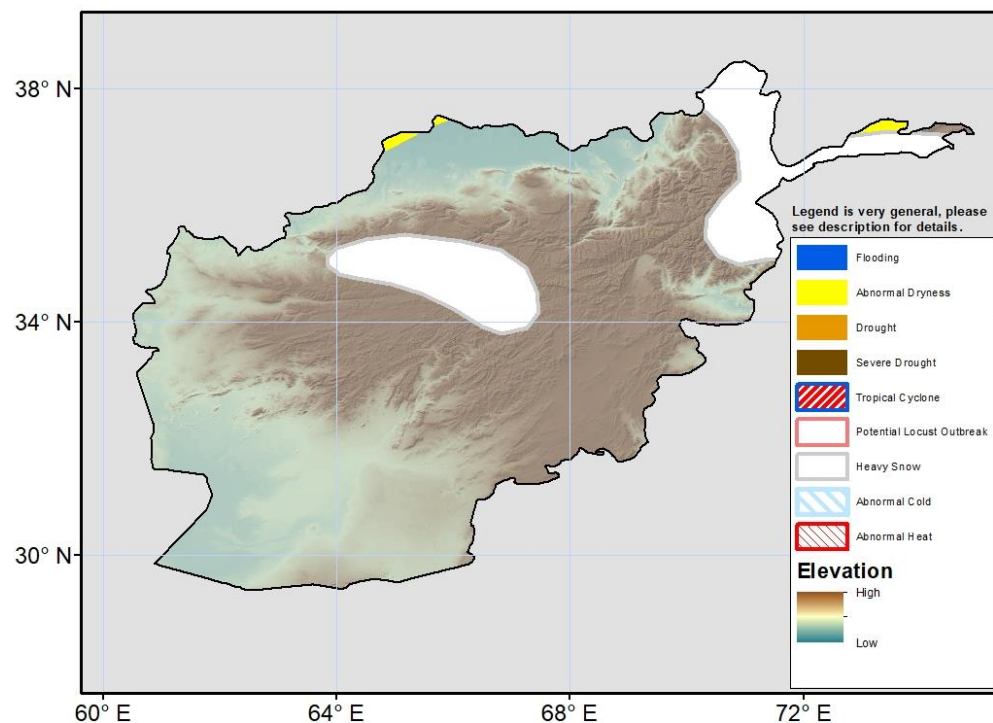 38° N
34° N
30° N
60° E
64° E
68° E
72° E
Legend is very general, please
see description for details.
Flooding
Abnormal Dryness
Drought
Severe Drought
Tropical Cyclone
Potential Locust Outbreak
Heavy Snow
Abnormal Cold
Abnormal Heat
Elevation
High
Low